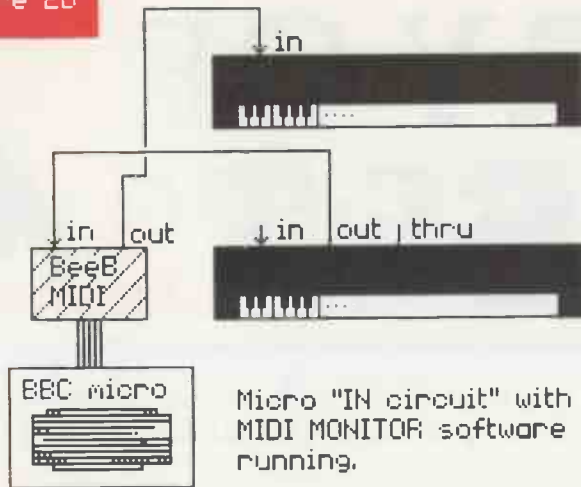 in
in out
in out thru
BeeB
MIDI
BBC micro
Micro "IN circuit" with
MIDI MONITOR software
running.